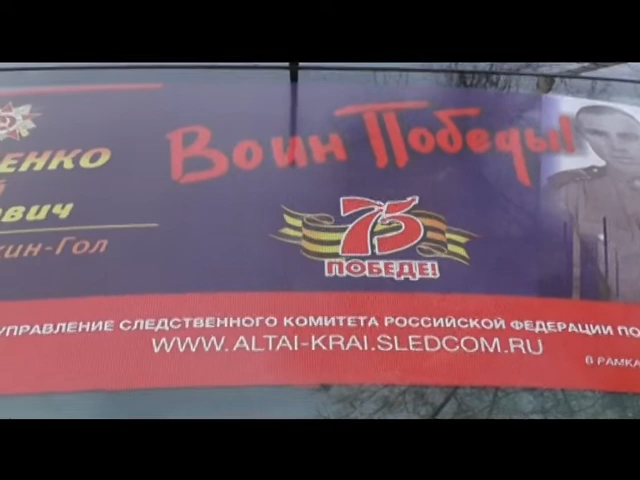 Воин Победы!
ЕНКО
Й
ОВИЧ
ХИН-ГОЛ
75
ПОБЕДЕ!
УПРАВЛЕНИЕ СЛЕДСТВЕННОГО КОМИТЕТА РОССИЙСКОЙ ФЕДЕРАЦИИ ПО
WWW.ALTAI-KRAI.SLEDCOM.RU
В РАМКА